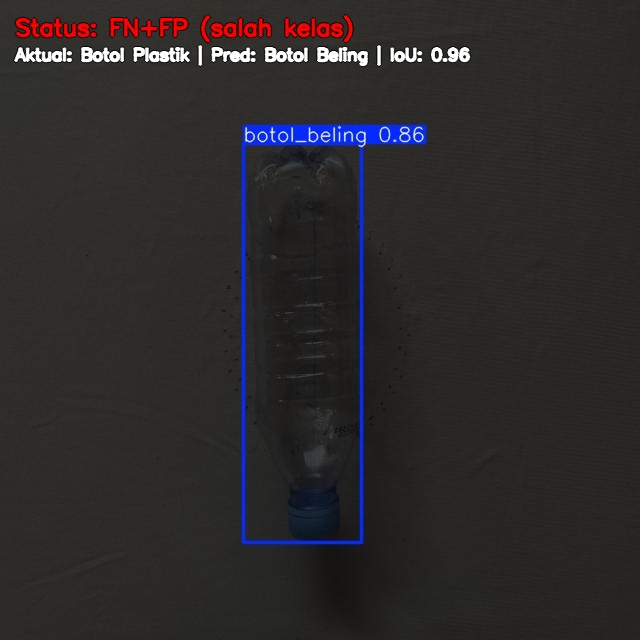 Status: FN+FP (salah kelas)
Aktual: Botol Plastik | Pred: Botol Beling | IoU: 0.96
botol_beling 0.86